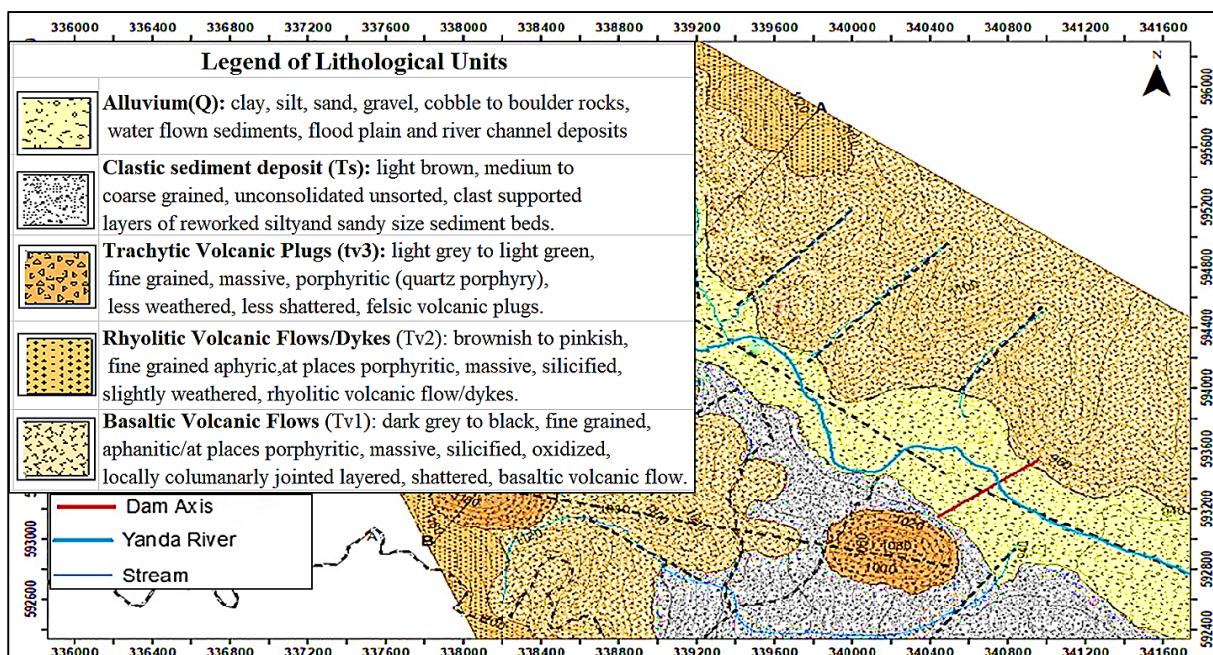 336000 336400 336800 337200 337600 338000 338400 338800 339200 339600 340000 340400 340800 341200 341600
Legend of Lithological Units
Alluvium(Q): clay, silt, sand, gravel, cobble to boulder rocks,
water flown sediments, flood plain and river channel deposits
Clastic sediment deposit (Ts): light brown, medium to
coarse grained, unconsolidated unsorted, clast supported
layers of reworked siltyand sandy size sediment beds.
Trachytic Volcanic Plugs (tv3): light grey to light green,
fine grained, massive, porphyritic (quartz porphyry),
less weathered, less shattered, felsic volcanic plugs.
Rhyolitic Volcanic Flows/Dykes (Tv2): brownish to pinkish,
fine grained aphyric,at places porphyritic, massive, silicified,
slightly weathered, rhyolitic volcanic flow/dykes.
Basaltic Volcanic Flows (Tv1): dark grey to black, fine grained,
aphanitic/at places porphyritic, massive, silicified, oxidized,
locally columanarly jointed layered, shattered, basaltic volcanic flow.
Dam Axis
Yanda River
Stream
593000
592600
N
A
B
960
1030
1020
1030
1010
596000
595600
595200
594800
594400
594000
593600
593200
592800
592400
336000 336400 336800 337200 337600 338000 338400 338800 339200 339600 340000 340400 340800 341200 341600